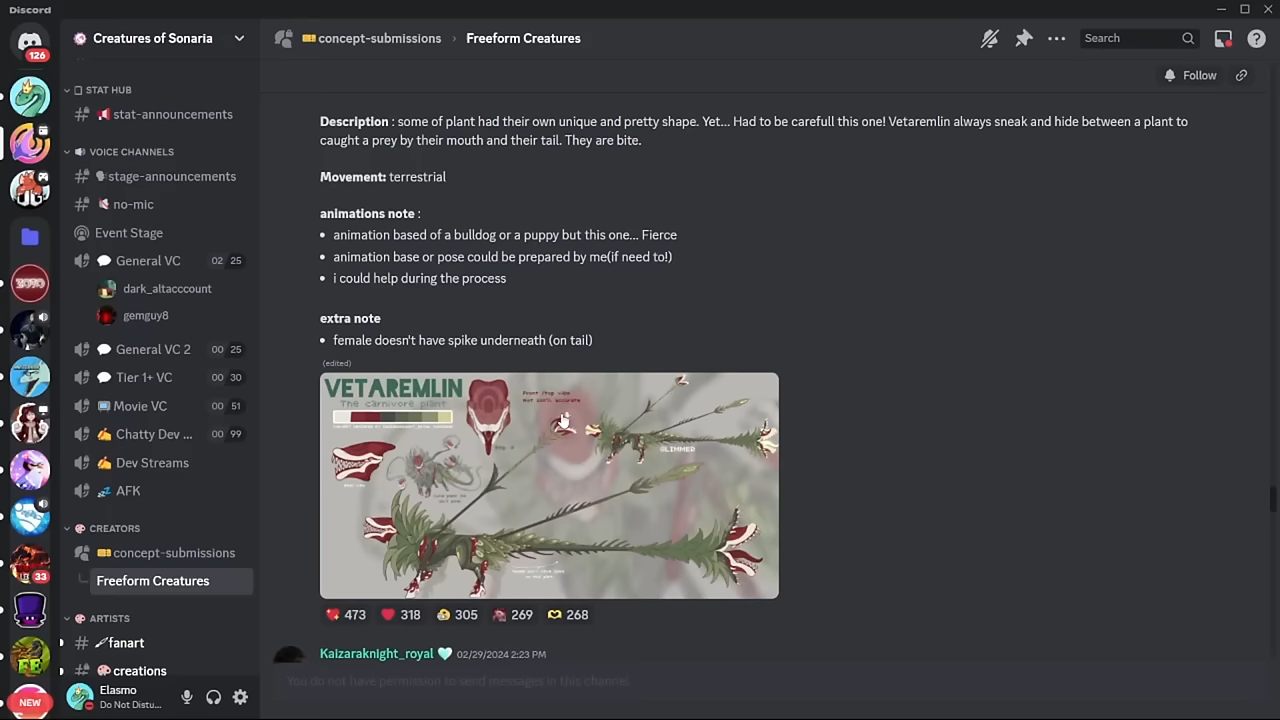 Discord
126
Creatures of Sonaria
concept-submissions
Freeform Creatures
Search
Follow
STAT HUB
stat-announcements
VOICE CHANNELS
stage-announcements
no-mic
Event Stage
General VC 02 25
dark_altacccount
gemguy8
General VC 2 00 25
Tier 1+ VC 00 30
Movie VC 00 51
Chatty Dev ... 00 99
Dev Streams
AFK
CREATORS
concept-submissions
Freeform Creatures
ARTISTS
fanart
creations
33
NEW
Elasmo
Do Not Distu...
Description : some of plant had their own unique and pretty shape. Yet... Had to be carefull this one! Vetaremlin always sneak and hide between a plant to
caught a prey by their mouth and their tail. They are bite.
Movement: terrestrial
animations note :
• animation based of a bulldog or a puppy but this one... Fierce
• animation base or pose could be prepared by me(if need to!)
• i could help during the process
extra note
• female doesn't have spike underneath (on tail)
(edited)
VETAREMLIN
The carnivore plant
Front /top view
Not 100% accurate
@LIMMER
473 318 305 269 268
Kaizaraknight_royal 02/29/2024 2:23 PM
You do not have permission to send messages in this channel.